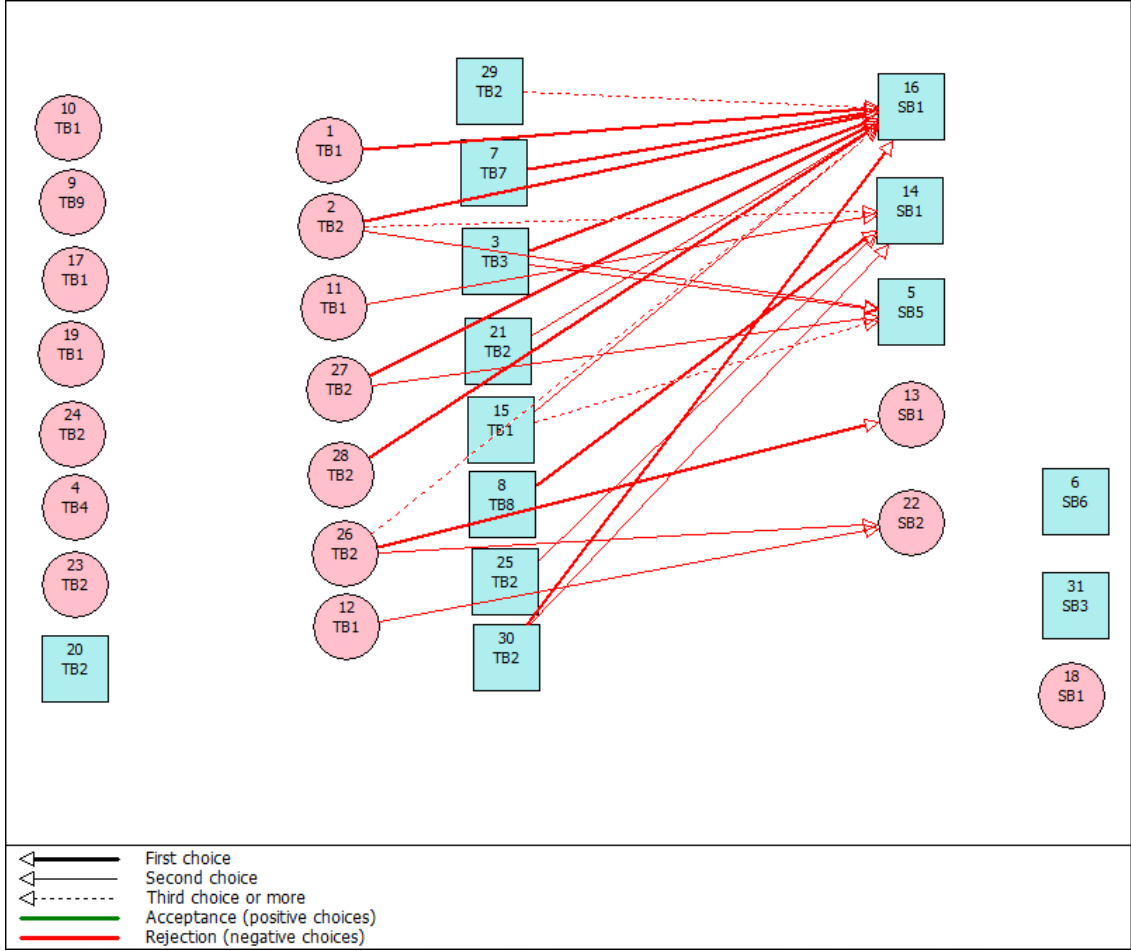 29
TB2
16
SB1
10
TB1
1
TB1
7
TB7
9
TB9
2
TB2
14
SB1
3
TB3
17
TB1
11
TB1
5
SB5
19
TB1
21
TB2
27
TB2
13
SB1
24
TB2
15
TB1
28
TB2
4
TB4
8
TB8
6
SB6
22
SB2
26
TB2
23
TB2
25
TB2
31
SB3
12
TB1
20
TB2
30
TB2
18
SB1
First choice
Second choice
Third choice or more
Acceptance (positive choices)
Rejection (negative choices)